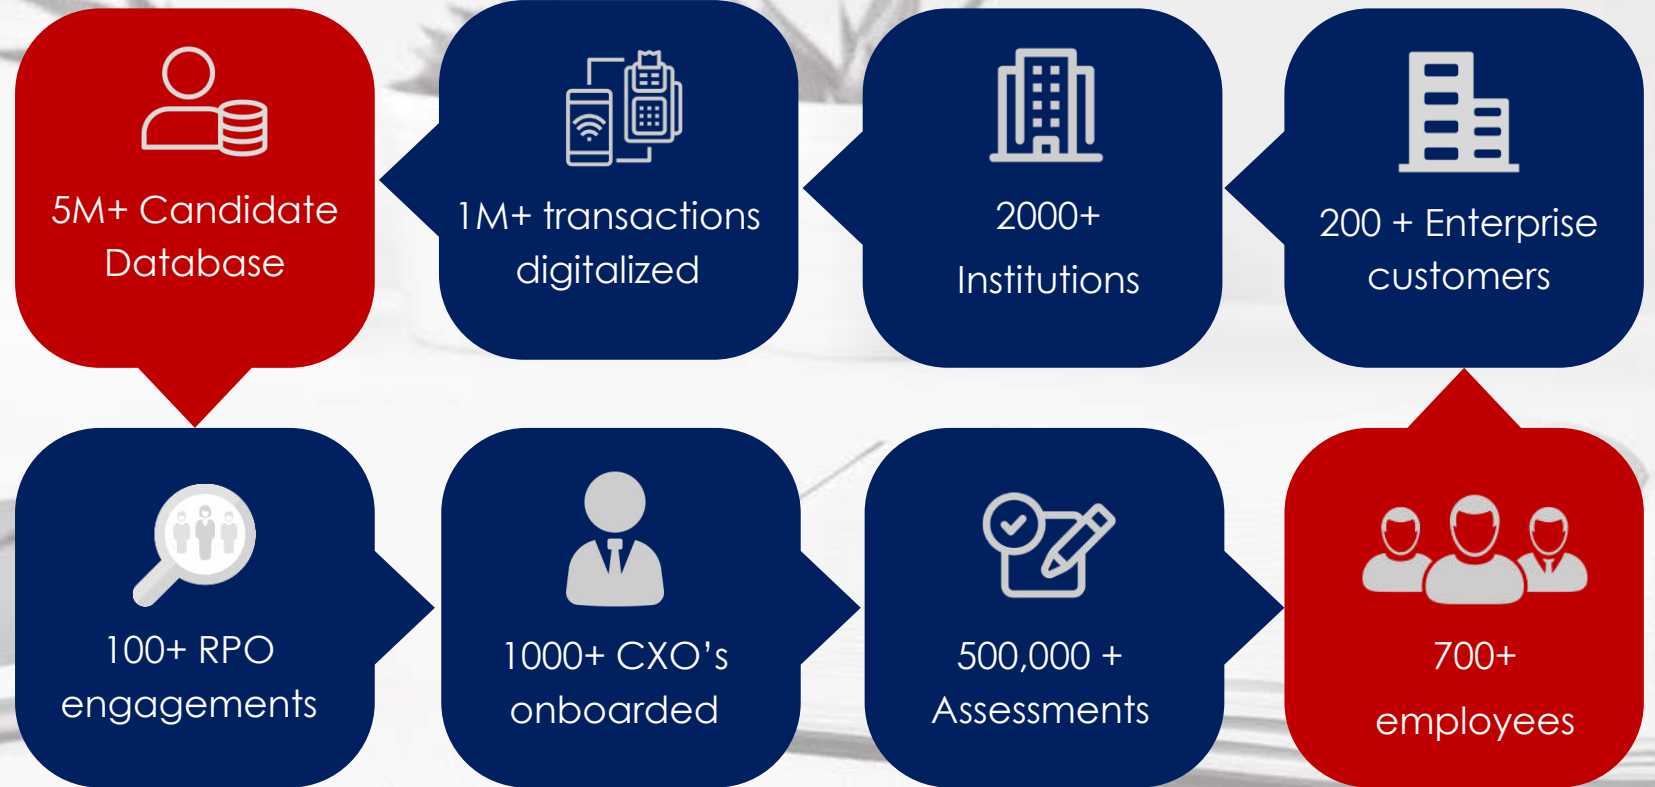 5M+ Candidate
Database
1M+ transactions
digitalized
2000+
Institutions
200 + Enterprise
customers
100+ RPO
engagements
1000+ CXO’s
onboarded
500,000 +
Assessments
700+
employees